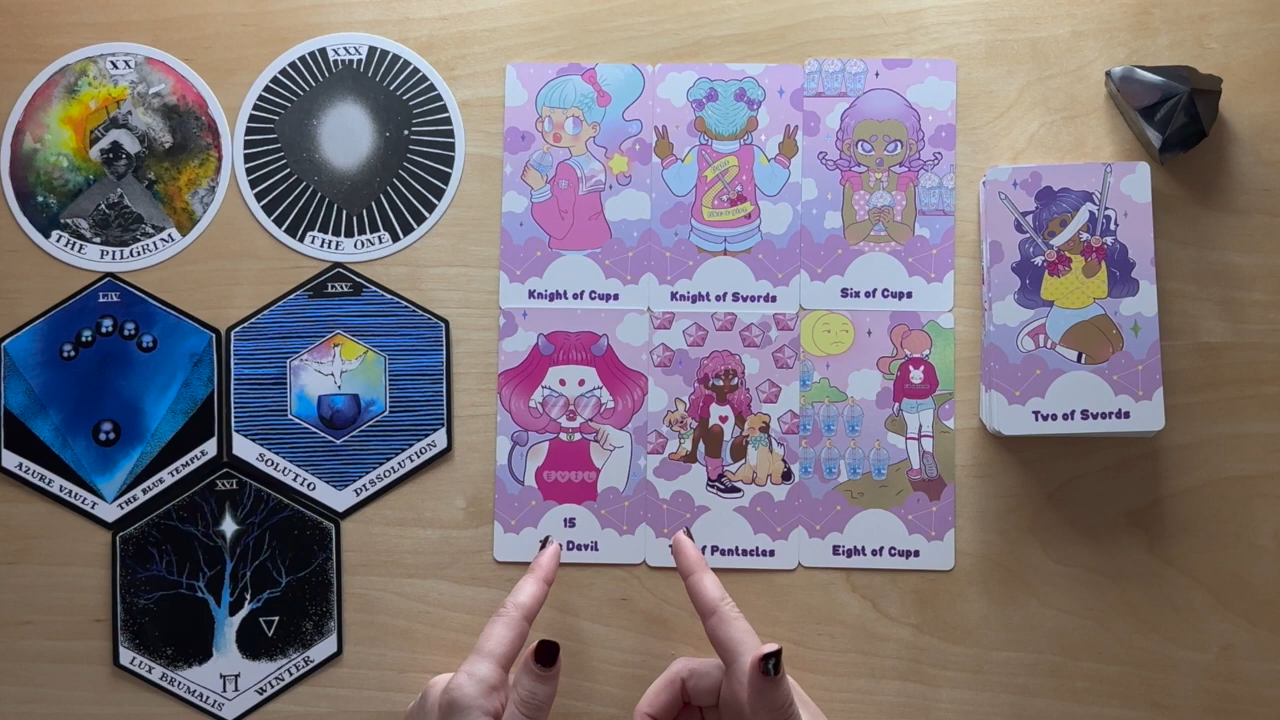 XX
THE PILGRIM
XXX
THE ONE
LIV
AZURE VAULT
THE BLUE TEMPLE
LXV
SOLUTIO
DISSOLUTION
XVI
LUX BRUMALIS
WINTER
Knight of Cups
Knight of Swords
Six of Cups
EVIL
15
Devil
of Pentacles
Eight of Cups
Two of Swords